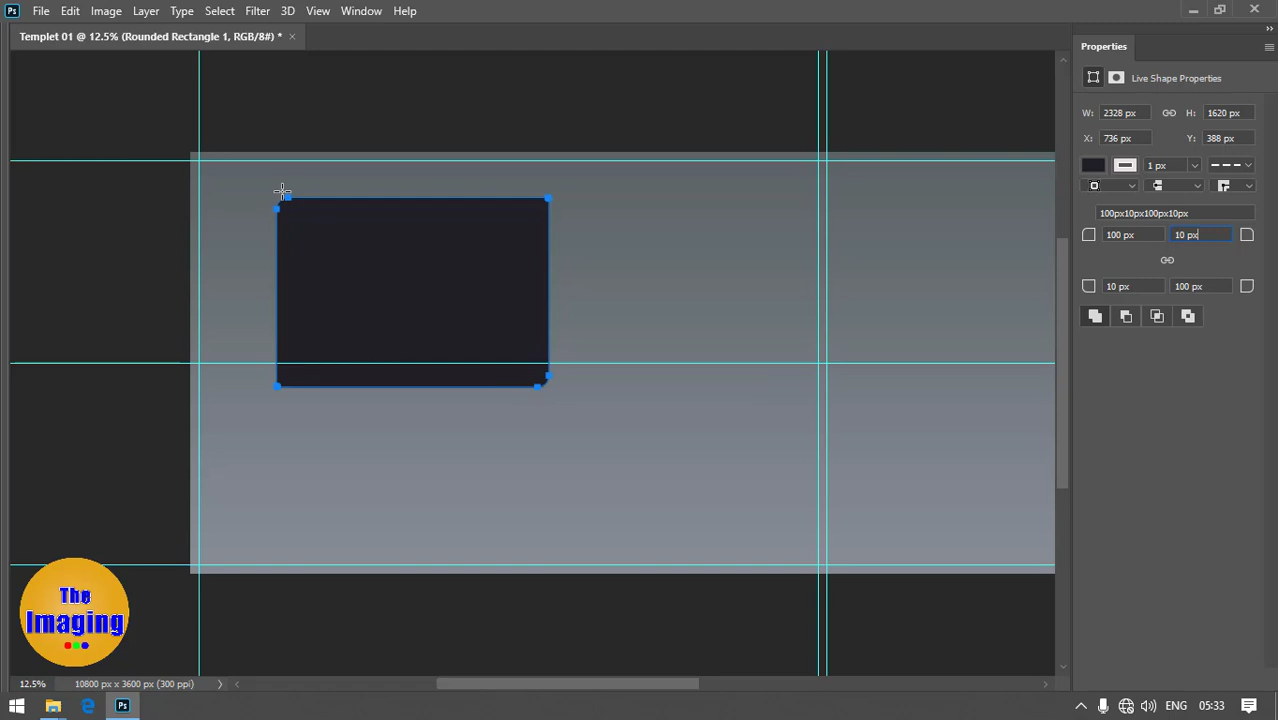 Ps File Edit Image Layer Type Select Filter 3D View Window Help
Templet 01 @ 12.5% (Rounded Rectangle 1, RGB/8#) * ×
Properties
Live Shape Properties
W: 2328 px H: 1620 px
X: 736 px Y: 388 px
1 px
100px10px100px10px
100 px 10 px
10 px 100 px
The
Imaging
12.5% 10800 px x 3600 px (300 ppi)
Ps ENG 05:33